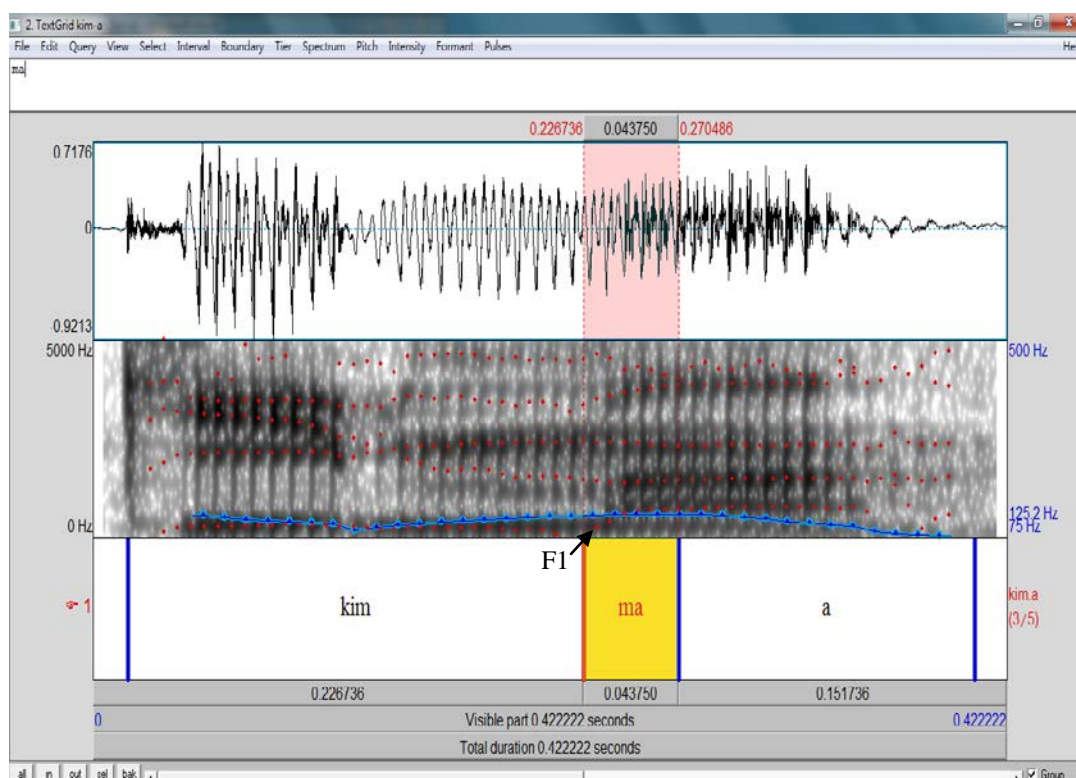 2. TextGrid kim-a
File Edit Query View Select Interval Boundary Tier Spectrum Pitch Intensity Formant Pulses He
ma
0.226736 0.043750 0.270486
0.7176
0
-0.9213
5000 Hz 500 Hz
0 Hz 125.2 Hz
75 Hz
F1
1 kim ma a kim.a
(3/5)
0.226736 0.043750 0.151736
0 Visible part 0.422222 seconds 0.422222
Total duration 0.422222 seconds
all in out sel bak Group